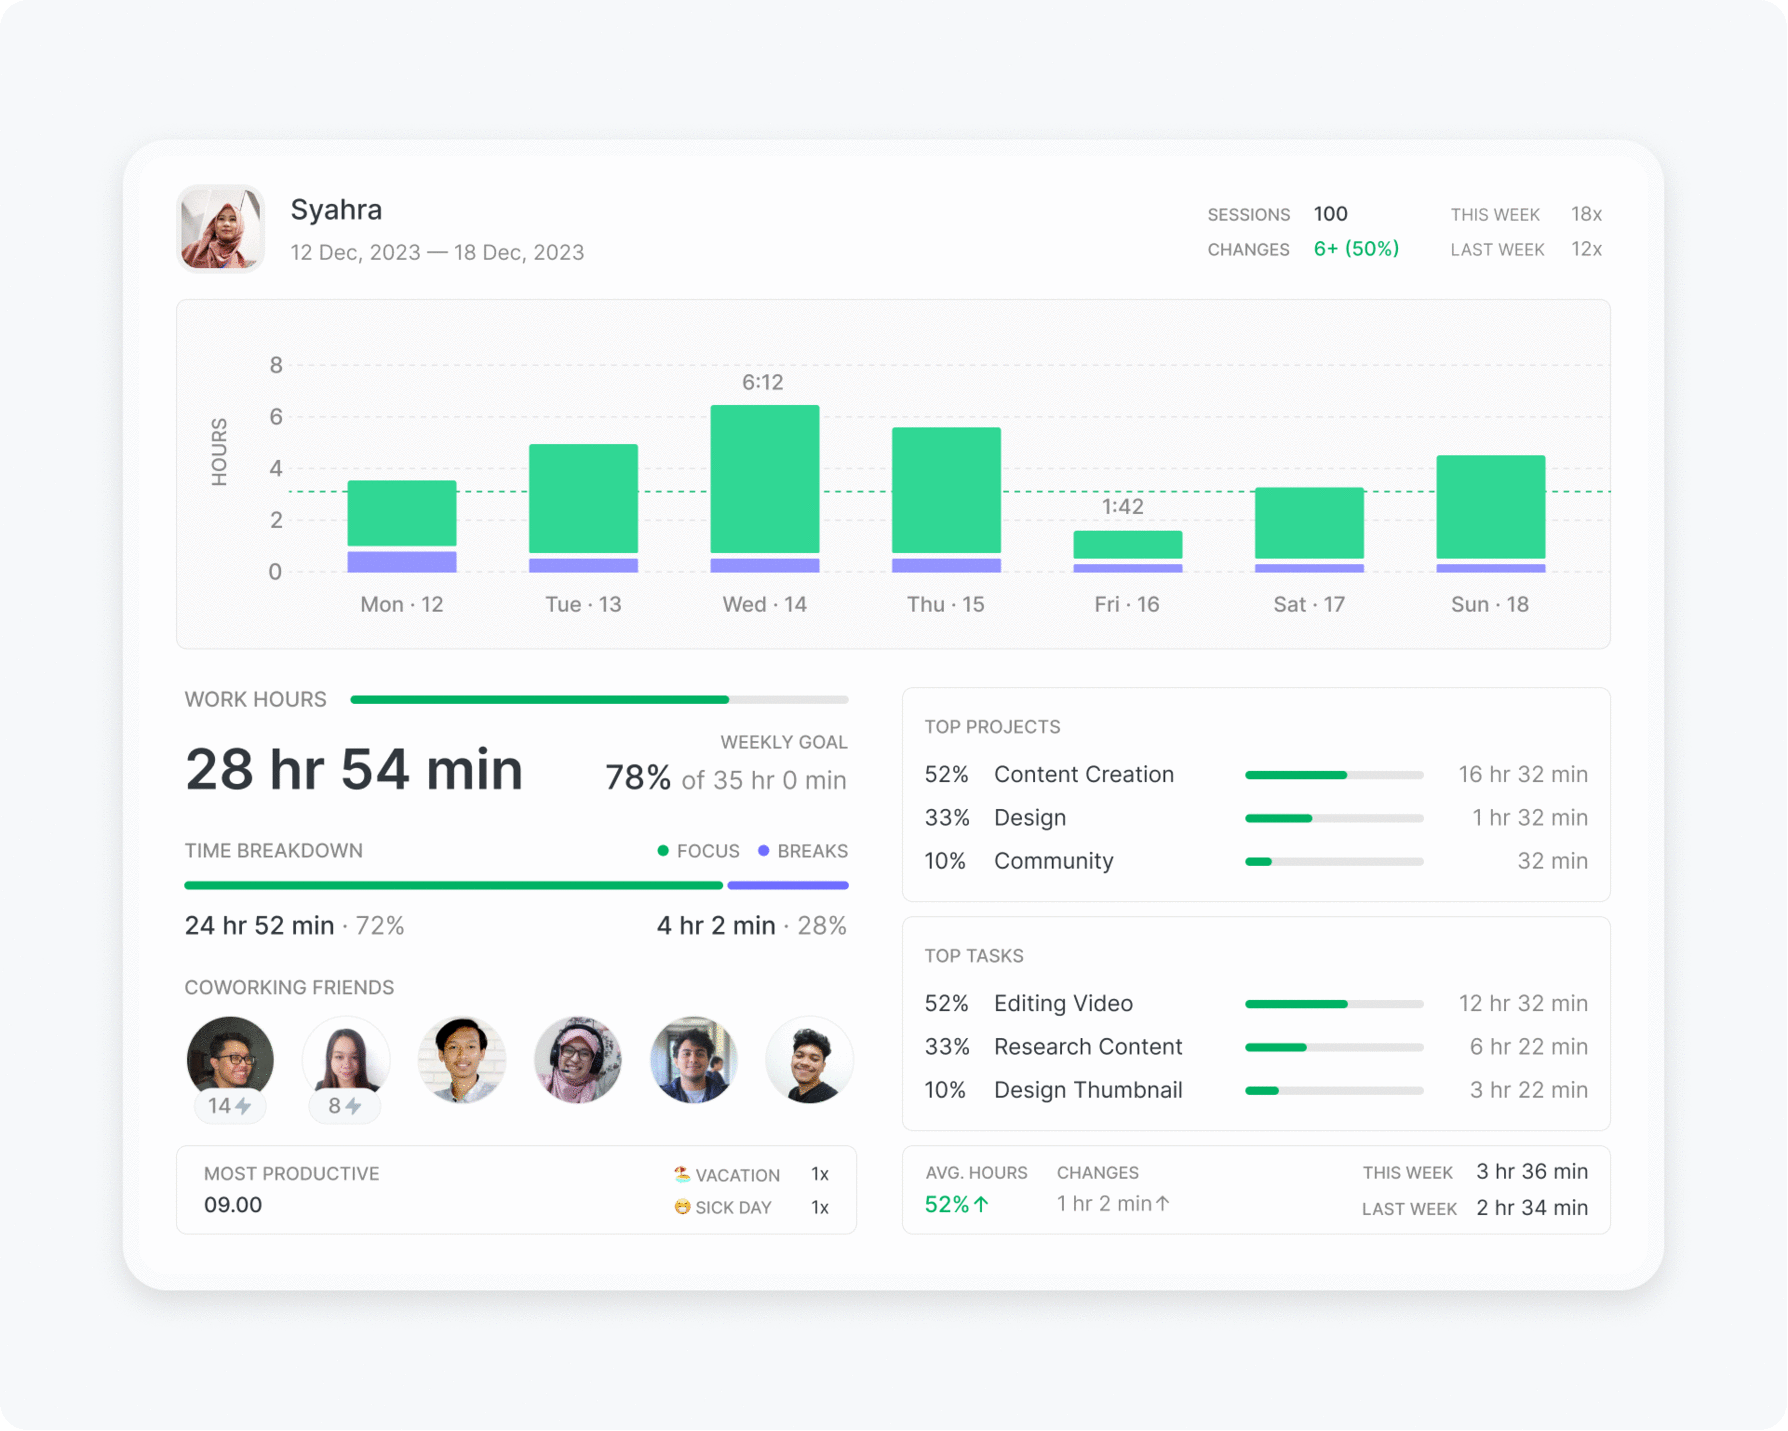 Syahra
12 Dec, 2023 — 18 Dec, 2023
SESSIONS 100 THIS WEEK 18x
CHANGES 6+ (50%) LAST WEEK 12x
HOURS
8
6
4
2
0
6:12
1:42
Mon · 12 Tue · 13 Wed · 14 Thu · 15 Fri · 16 Sat · 17 Sun · 18
WORK HOURS
28 hr 54 min
WEEKLY GOAL
78% of 35 hr 0 min
TIME BREAKDOWN FOCUS BREAKS
24 hr 52 min · 72% 4 hr 2 min · 28%
COWORKING FRIENDS
14 8
MOST PRODUCTIVE
09.00
VACATION 1x
SICK DAY 1x
TOP PROJECTS
52% Content Creation 16 hr 32 min
33% Design 1 hr 32 min
10% Community 32 min
TOP TASKS
52% Editing Video 12 hr 32 min
33% Research Content 6 hr 22 min
10% Design Thumbnail 3 hr 22 min
AVG. HOURS CHANGES THIS WEEK 3 hr 36 min
52%↑ 1 hr 2 min↑ LAST WEEK 2 hr 34 min